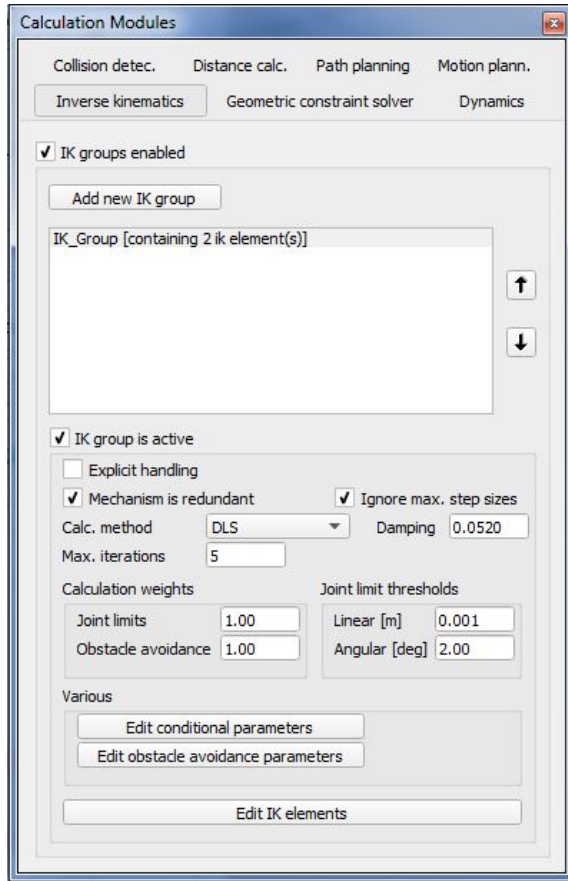 Calculation Modules
Collision detec. Distance calc. Path planning Motion plann.
Inverse kinematics Geometric constraint solver Dynamics
IK groups enabled
Add new IK group
IK_Group [containing 2 ik element(s)]
IK group is active
Explicit handling
Mechanism is redundant Ignore max. step sizes
Calc. method DLS Damping 0.0520
Max. iterations 5
Calculation weights Joint limit thresholds
Joint limits 1.00 Linear [m] 0.001
Obstacle avoidance 1.00 Angular [deg] 2.00
Various
Edit conditional parameters
Edit obstacle avoidance parameters
Edit IK elements